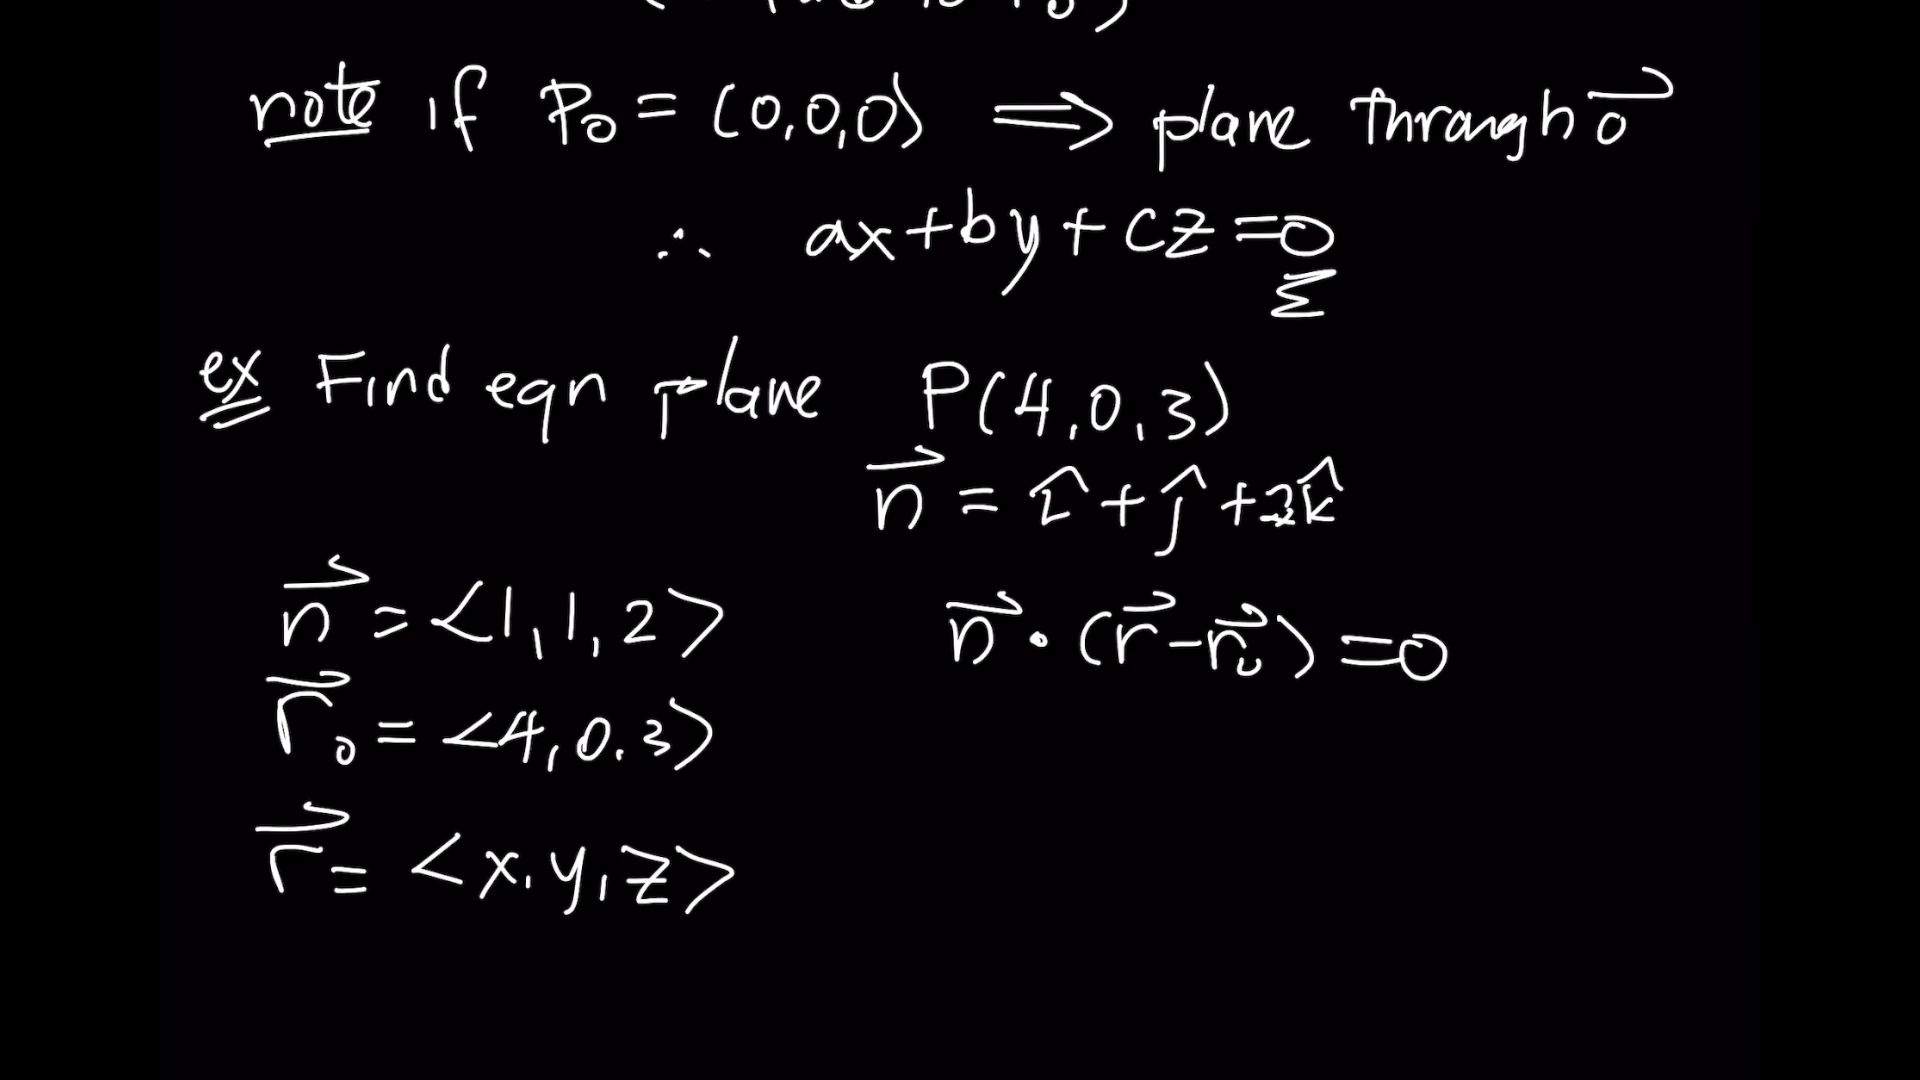 note if P₀ = (0,0,0) ⟹ plane through 0⃗
∴ ax+by+cz=0
ex Find eqn plane P(4,0,3)
n⃗ = î+ĵ+2k̂
n⃗ = <1,1,2> n⃗ · (r⃗-r⃗₀)=0
r⃗₀ = <4,0,3>
r⃗ = <x,y,z>